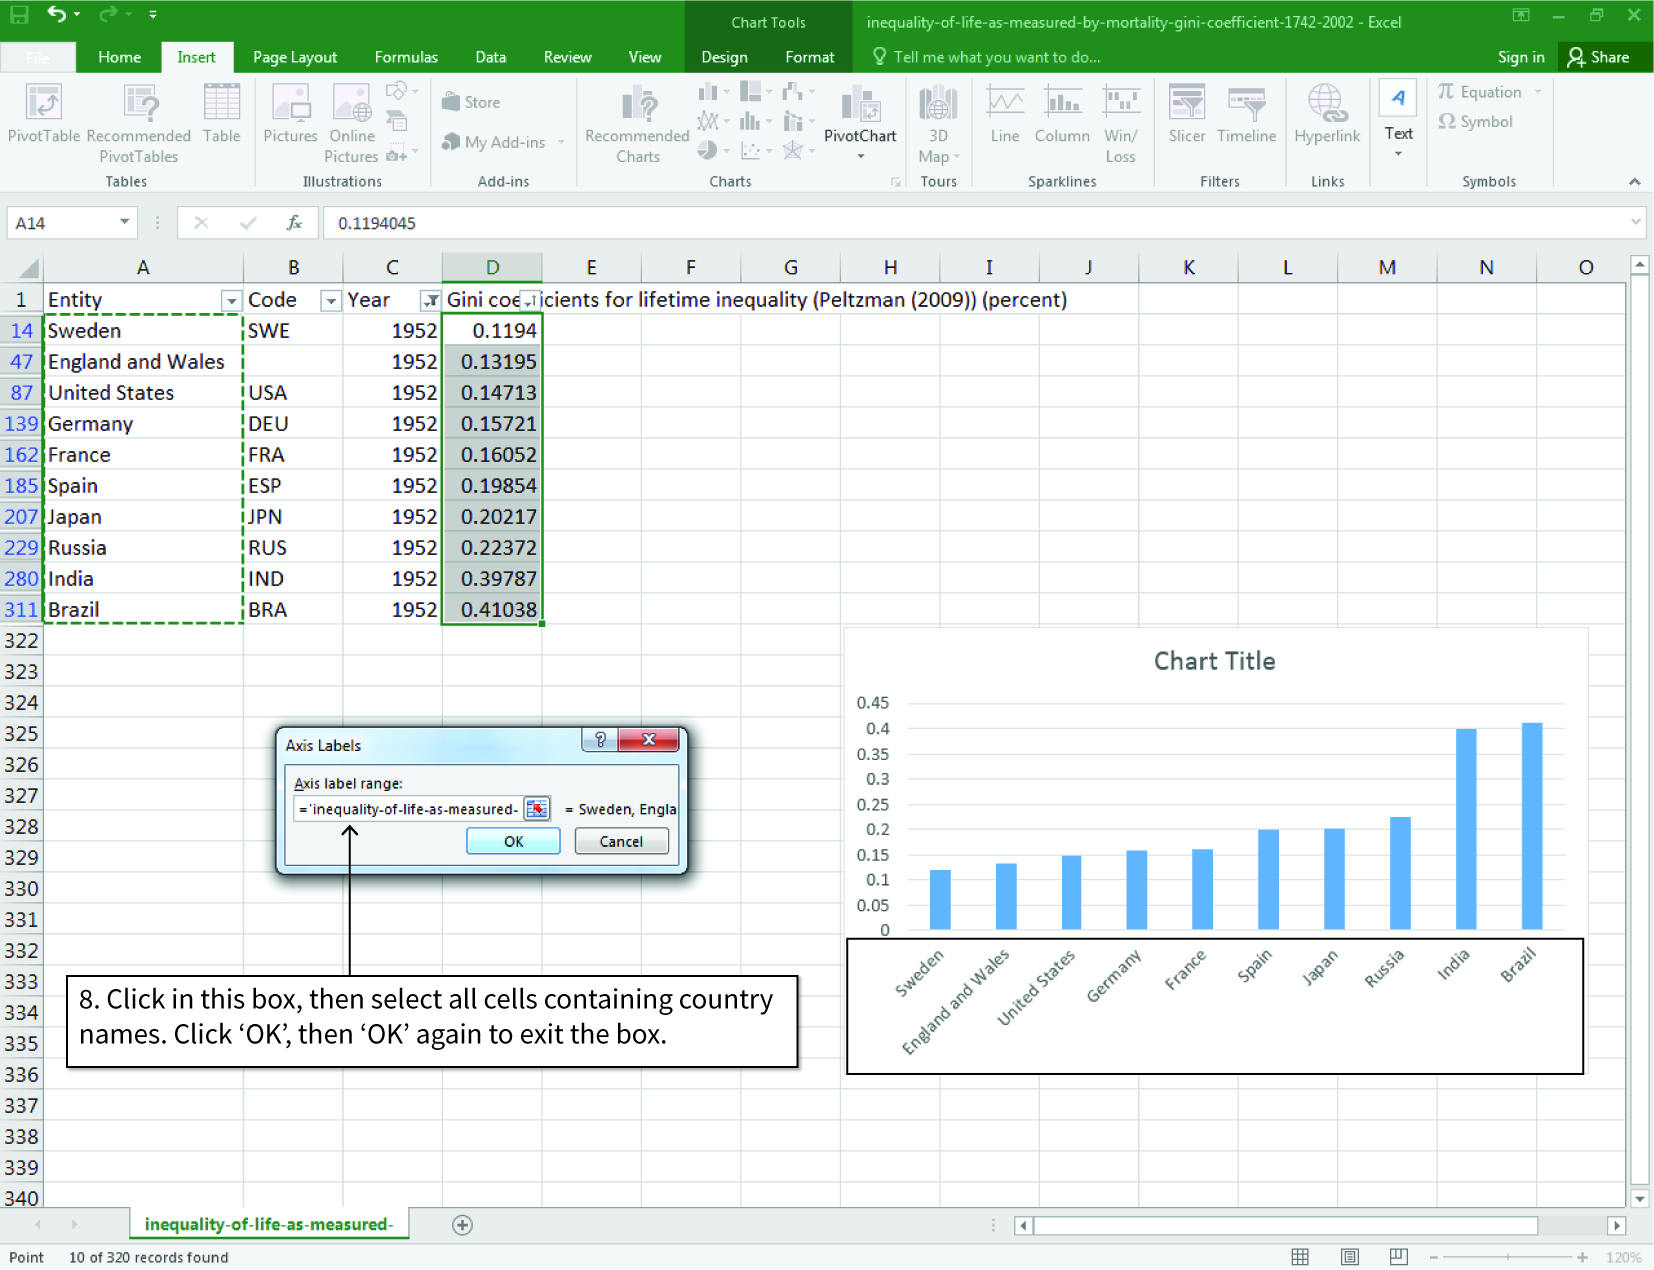 Chart Tools
inequality-of-life-as-measured-by-mortality-gini-coefficient-1742-2002 - Excel
File Home Insert Page Layout Formulas Data Review View Design Format Tell me what you want to do... Sign in Share
PivotTable Recommended PivotTables Table
Tables
Pictures Online Pictures
Illustrations
Store
My Add-ins
Add-ins
Recommended Charts
PivotChart
Charts
3D Map
Tours
Line Column Win/ Loss
Sparklines
Slicer Timeline
Filters
Hyperlink
Links
A
Text
π Equation
Ω Symbol
Symbols
A14 fx 0.1194045
A B C D E F G H I J K L M N O
1 Entity Code Year Gini coe icients for lifetime inequality (Peltzman (2009)) (percent)
14 Sweden SWE 1952 0.1194
47 England and Wales 1952 0.13195
87 United States USA 1952 0.14713
139 Germany DEU 1952 0.15721
162 France FRA 1952 0.16052
185 Spain ESP 1952 0.19854
207 Japan JPN 1952 0.20217
229 Russia RUS 1952 0.22372
280 India IND 1952 0.39787
311 Brazil BRA 1952 0.41038
322
323
324
325
326
327
328
329
330
331
332
333
334
335
336
337
338
339
340
Axis Labels
?
Axis label range:
='inequality-of-life-as-measured- = Sweden, Engla
OK Cancel
8. Click in this box, then select all cells containing country
names. Click ‘OK’, then ‘OK’ again to exit the box.
Chart Title
0.45
0.4
0.35
0.3
0.25
0.2
0.15
0.1
0.05
0
Sweden
England and Wales
United States
Germany
France
Spain
Japan
Russia
India
Brazil
inequality-of-life-as-measured-
Point 10 of 320 records found 120%